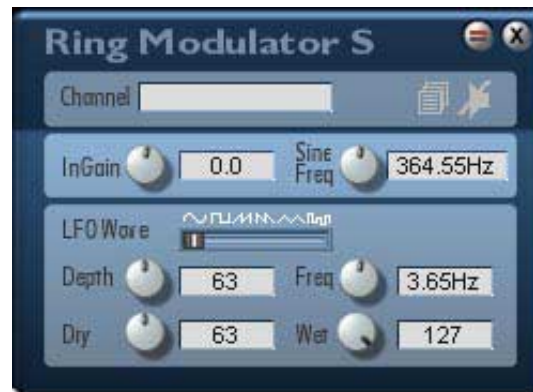 Ring Modulator S
Channel
InGain 0.0 Sine Freq 364.55Hz
LFO Wave
Depth 63 Freq 3.65Hz
Dry 63 Wet 127